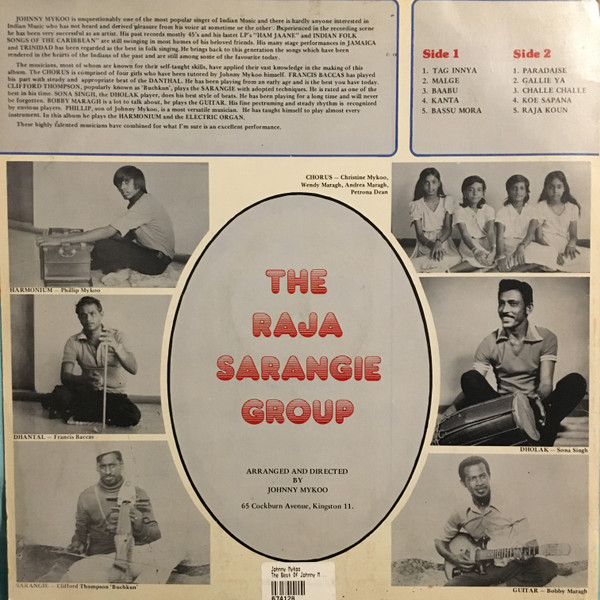 JOHNNY MYKOO is unquestionably one of the most popular singer of Indian Music and there is hardly anyone interested in
Indian Music who has not heard and derived pleasure from his voice at sometime or the other. Experienced in the recording scene
he has been very successful as an artist. His past records mostly 45's and his laster LP's "HAM JAANE" and INDIAN FOLK
SONGS OF THE CARIBBEAN" are still swinging in most homes of his beloved friends. His many stage performances in JAMAICA
and TRINIDAD has been regarded as the best in folk singing. He brings back to this generation the songs which have been
rendered in the hearts of the Indians of the past and are still among some of the favourite today.
The musicians, most of whom are known for their self-taught skills, have applied their vast knowledge in the making of this
album. The CHORUS is comprised of four girls who have been tutored by Johnny Mykoo himself. FRANCIS BACCAS has played
his part with steady and appropriate beat of the DANTHAL. He has been playing from an early age and is the best you have today.
CLIFFORD THOMPSON, popularly known as 'Bachkun', plays the SARANGIE with adopted techniques. He is rated as one of the
best in his time. SONA SINGH, the DHOLAK player, does his best style of beats. He has been playing for a long time and will never
be forgotten. BOBBY MARAGH is a lot to talk about, he plays the GUITAR. His fine pectruming and steady rhythm is recognized
by envious players. PHILLIP, son of Johnny Mykoo, is a most versatile musician. He has taught himself to play almost every
instrument. In this album he plays the HARMONIUM and the ELECTRIC ORGAN.
These highly talented musicians have combined for what I'm sure is an excellent performance.
Side 1
1. TAG INNYA
2. MALGE
3. BAABU
4. KANTA
5. BASSU MORA
Side 2
1. PARADAISE
2. GALLIE YA
3. CHALLE CHALLE
4. KOE SAPANA
5. RAJA KOUN
CHORUS – Christine Mykoo,
Wendy Maragh, Andrea Maragh,
Petrona Dean
HARMONIUM – Phillip Mykoo
THE
RAJA
SARANGIE
GROUP
DHANTAL – Francis Baccas
DHOLAK – Sona Singh
ARRANGED AND DIRECTED
BY
JOHNNY MYKOO
65 Cockburn Avenue, Kingston 11.
SARANGIE – Clifford Thompson 'Bachkun'
GUITAR – Bobby Maragh
Johnny Mykoo
The Best Of Johnny M
674128